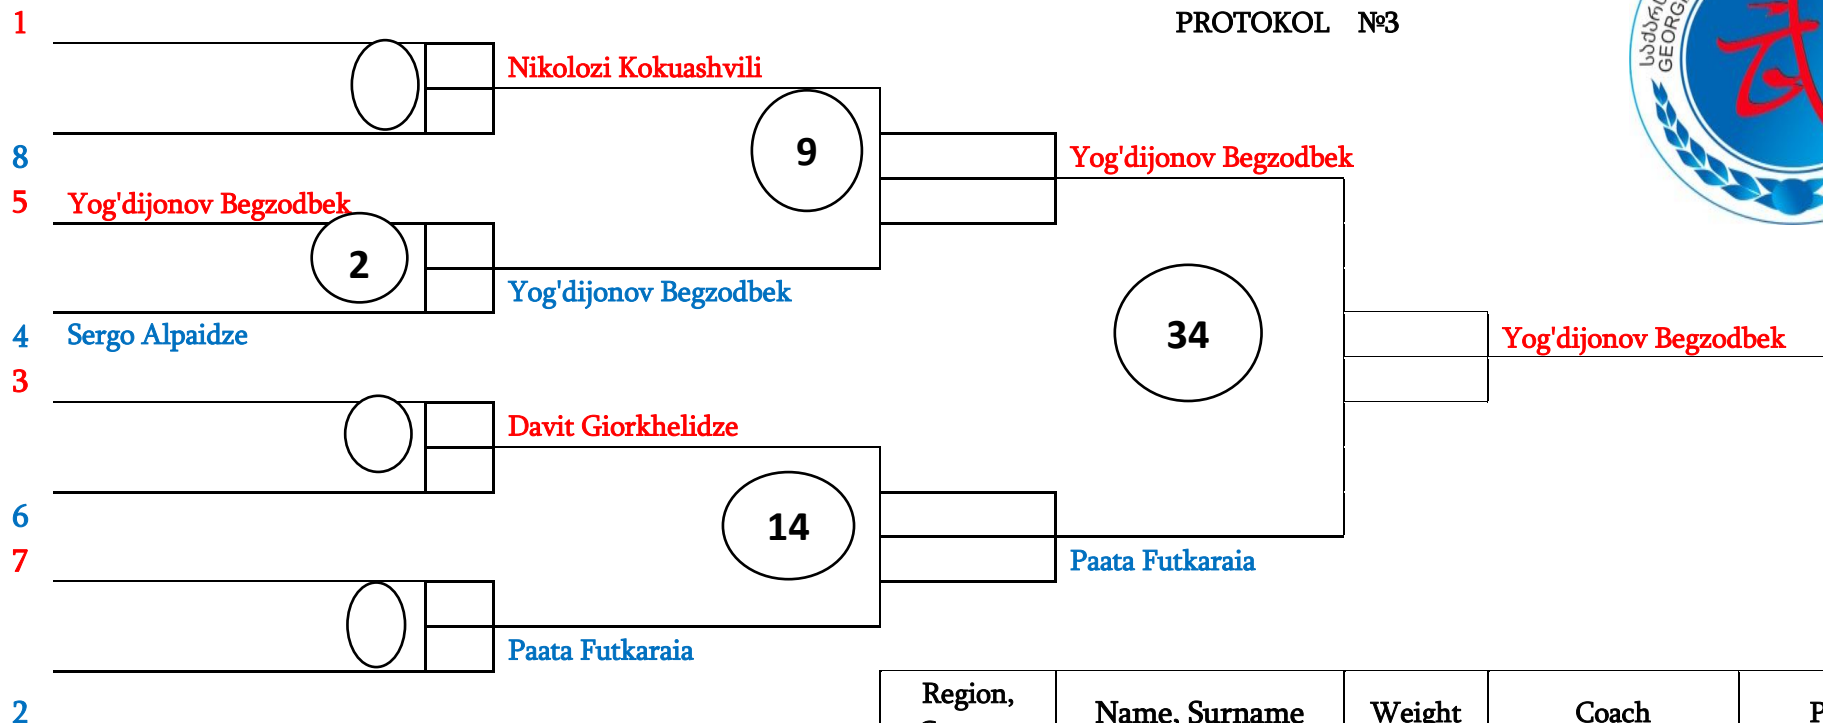 1
PROTOKOL №3
Nikolozi Kokuashvili
9
8
Yog'dijonov Begzodbek
5
Yog'dijonov Begzodbek
2
Yog'dijonov Begzodbek
4
Sergo Alpaidze
34
Yog'dijonov Begzodbek
3
Davit Giorkhelidze
6
14
7
Paata Futkaraia
Paata Futkaraia
2
Region,
Name, Surname
Weight
Coach